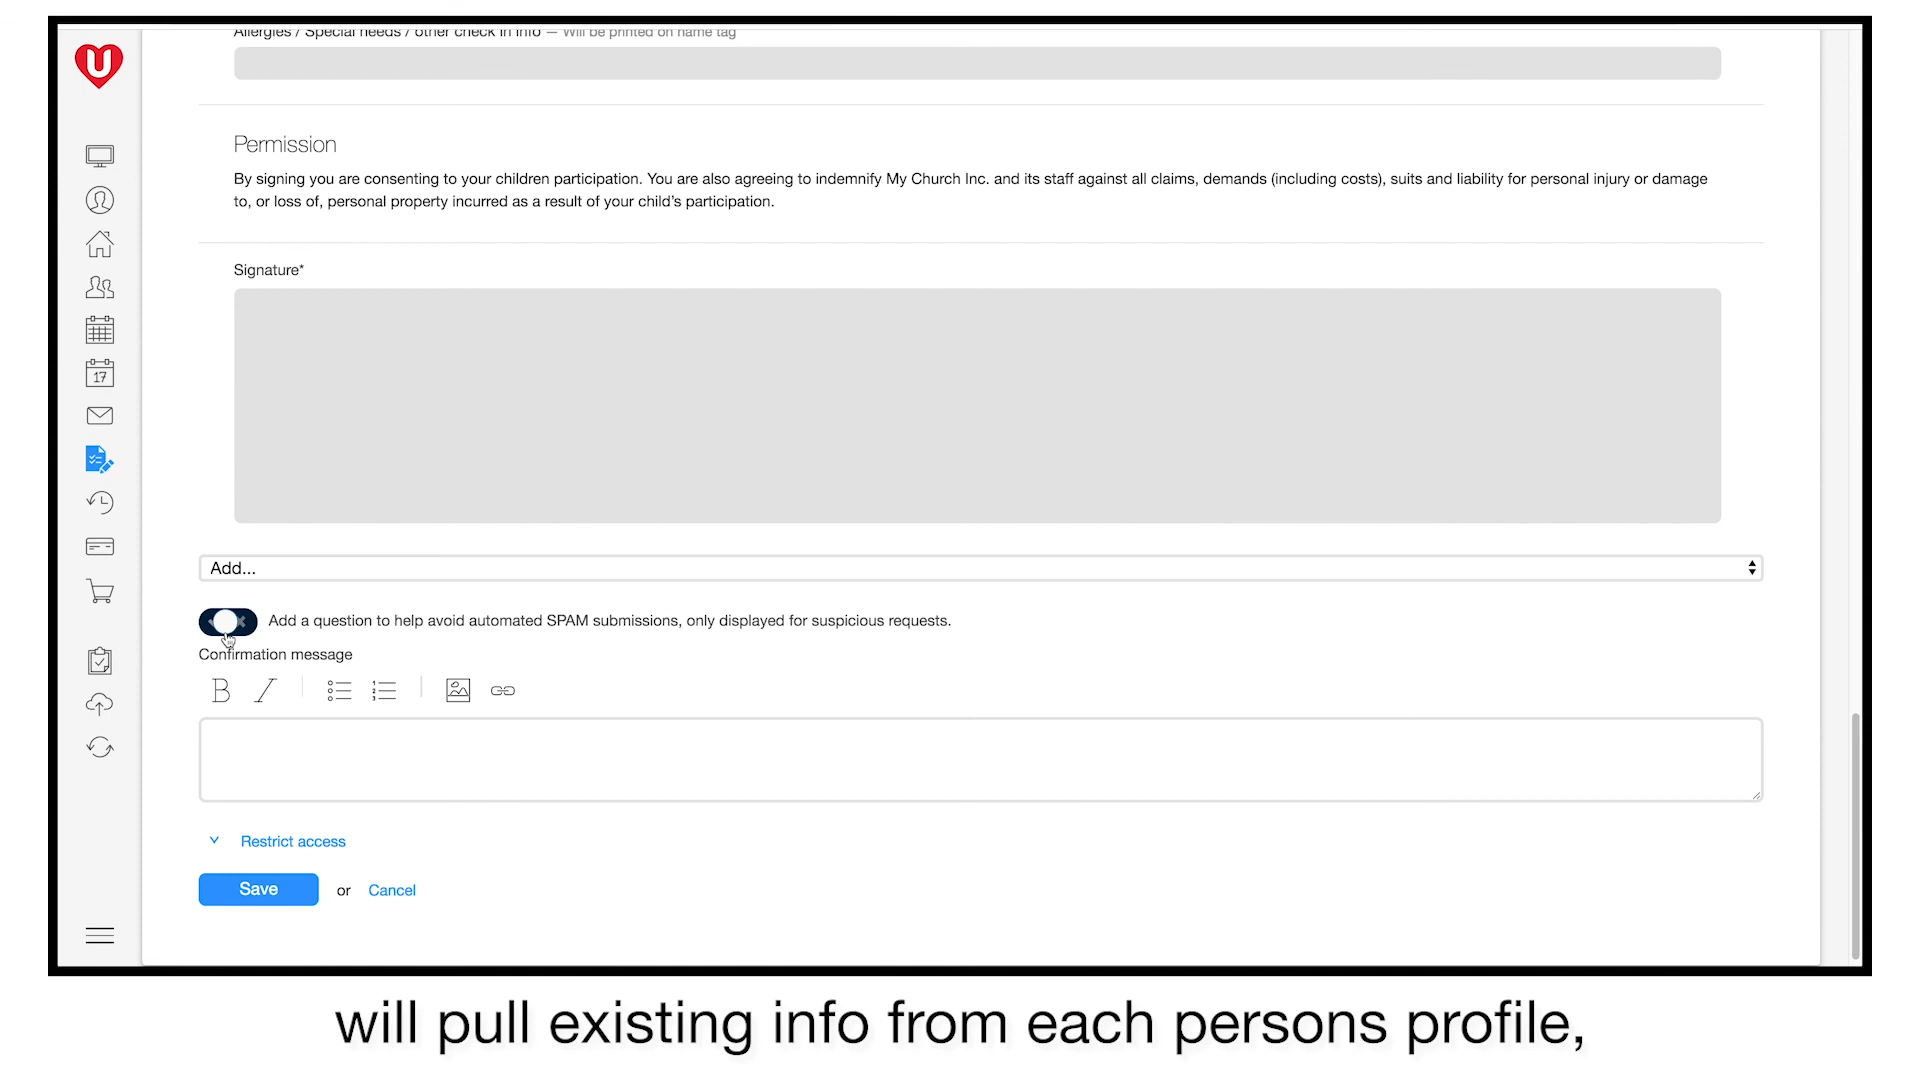 Allergies / Special needs / other check in info — Will be printed on name tag
Permission
By signing you are consenting to your children participation. You are also agreeing to indemnify My Church Inc. and its staff against all claims, demands (including costs), suits and liability for personal injury or damage
to, or loss of, personal property incurred as a result of your child's participation.
Signature*
17
Add...
Add a question to help avoid automated SPAM submissions, only displayed for suspicious requests.
Confirmation message
B I
Restrict access
Save or Cancel
will pull existing info from each persons profile,